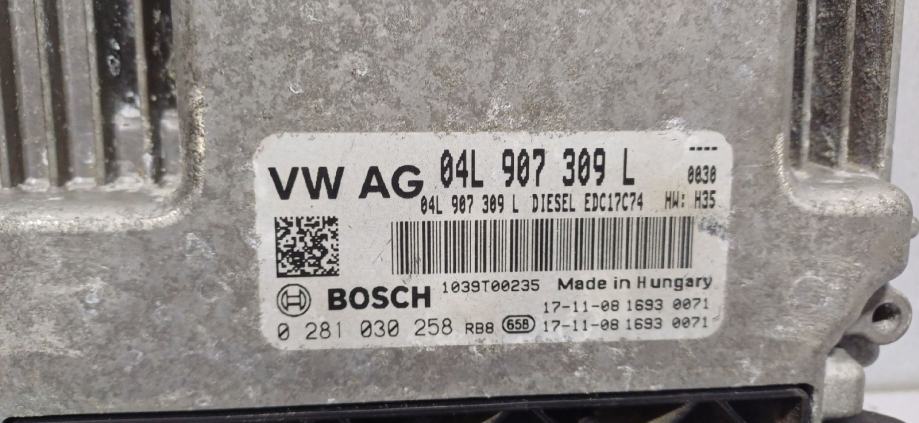 VW AG 04L 907 309 L ----
0030
04L 907 309 L DIESEL EDC17C74 HW: H35
1039T00235 Made in Hungary
BOSCH 17-11-08 1693 0071
0 281 030 258 RB8 658 17-11-08 1693 0071